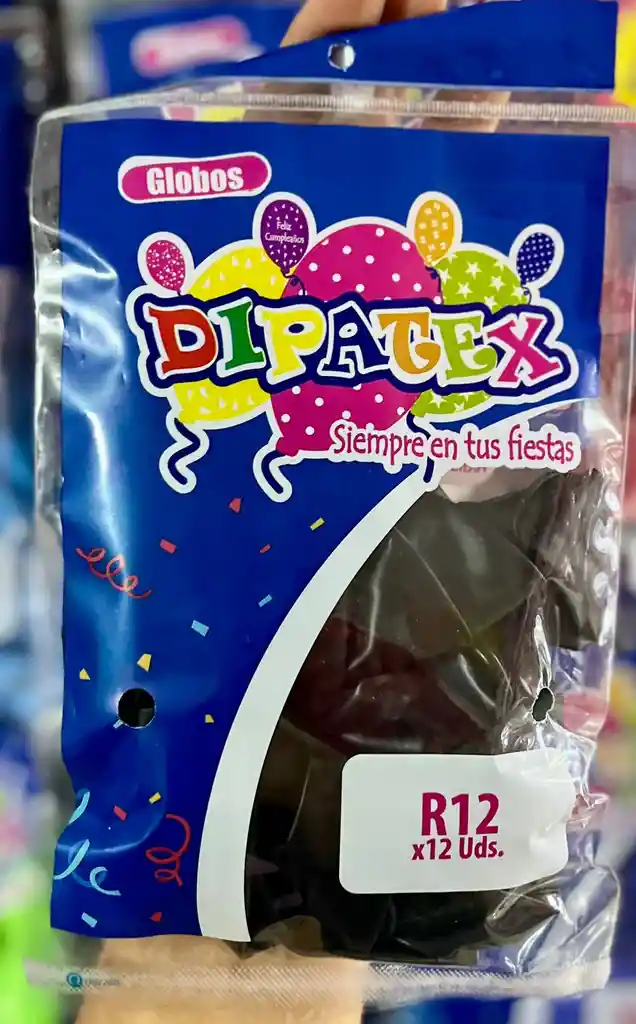 Globos
Feliz
Cumpleaños
DIPATEX
Siempre en tus fiestas
R12
x12 Uds.